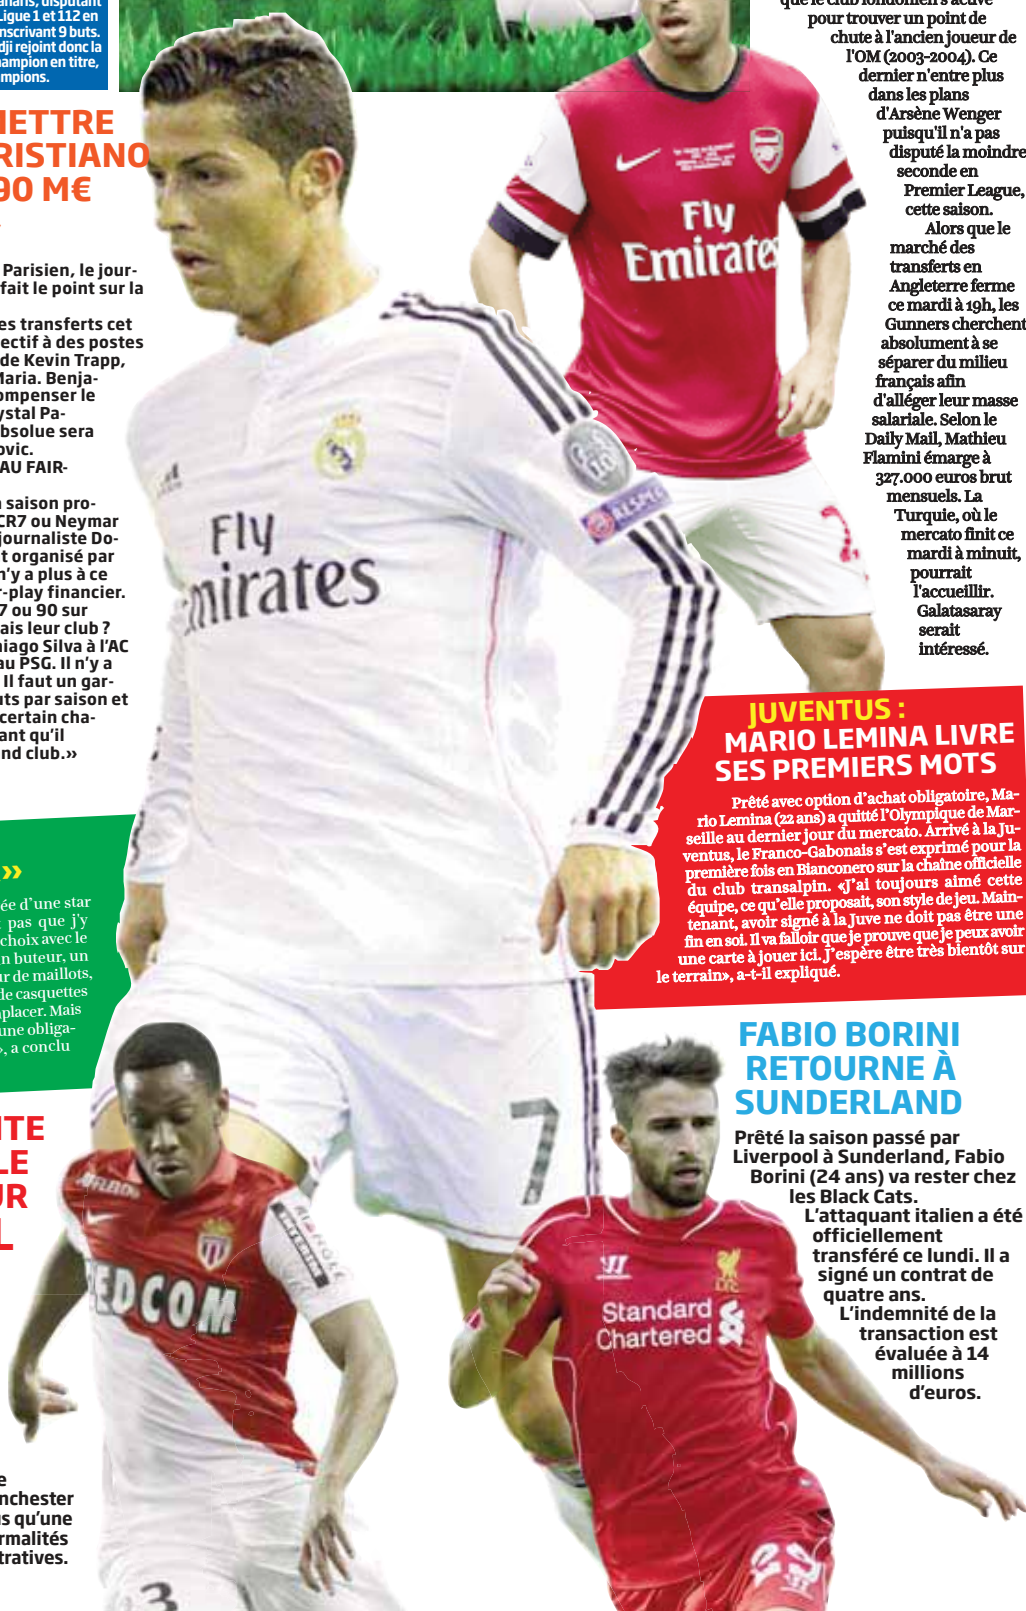 anaris, disputant
Ligue 1 et 112 en
nscrivant 9 buts.
dji rejoint donc la
hampion en titre,
mpions.
METTRE
RISTIANO
90 M€
Parisien, le jour-
fait le point sur la
es transferts cet
ectif à des postes
de Kevin Trapp,
Maria. Benja-
ompenser le
ystal Pa-
bsolue sera
ovic.
AU FAIR-
a saison pro-
CR7 ou Neymar
journaliste Do-
t organisé par
n'y a plus à ce
r-play financier.
7 ou 90 sur
ais leur club ?
hiago Silva à l'AC
au PSG. Il n'y a
Il faut un gar-
uts par saison et
certain cha-
ant qu'il
nd club.»
»
ée d'une star
pas que j'y
choix avec le
n buteur, un
ur de maillots,
de casquettes
placer. Mais
une obliga-
», a conclu
ITE
LE
UR
L
e
nchester
us qu'une
rmalités
tratives.
que le club londonien s'active
pour trouver un point de
chute à l'ancien joueur de
l'OM (2003-2004). Ce
dernier n'entre plus
dans les plans
d'Arsène Wenger
puisqu'il n'a pas
disputé la moindre
seconde en
Premier League,
cette saison.
Alors que le
marché des
transferts en
Angleterre ferme
ce mardi à 19h, les
Gunners cherchent
absolument à se
séparer du milieu
français afin
d'alléger leur masse
salariale. Selon le
Daily Mail, Mathieu
Flamini émarge à
327.000 euros brut
mensuels. La
Turquie, où le
mercato finit ce
mardi à minuit,
pourrait
l'accueillir.
Galatasaray
serait
intéressé.
JUVENTUS :
MARIO LEMINA LIVRE
SES PREMIERS MOTS
Prêté avec option d'achat obligatoire, Ma-
rio Lemina (22 ans) a quitté l'Olympique de Mar-
seille au dernier jour du mercato. Arrivé à la Ju-
ventus, le Franco-Gabonais s'est exprimé pour la
première fois en Bianconero sur la chaîne officielle
du club transalpin. «J'ai toujours aimé cette
équipe, ce qu'elle proposait, son style de jeu. Main-
tenant, avoir signé à la Juve ne doit pas être une
fin en soi. Il va falloir que je prouve que je peux avoir
une carte à jouer ici. J'espère être très bientôt sur
le terrain», a-t-il expliqué.
FABIO BORINI
RETOURNE À
SUNDERLAND
Prêté la saison passé par
Liverpool à Sunderland, Fabio
Borini (24 ans) va rester chez
les Black Cats.
L'attaquant italien a été
officiellement
transféré ce lundi. Il a
signé un contrat de
quatre ans.
L'indemnité de la
transaction est
évaluée à 14
millions
d'euros.
Fly
Emirates
Fly
mirates
10
RESPECT
7
2
EDCOM
3
Standard
Chartered
LFC
29